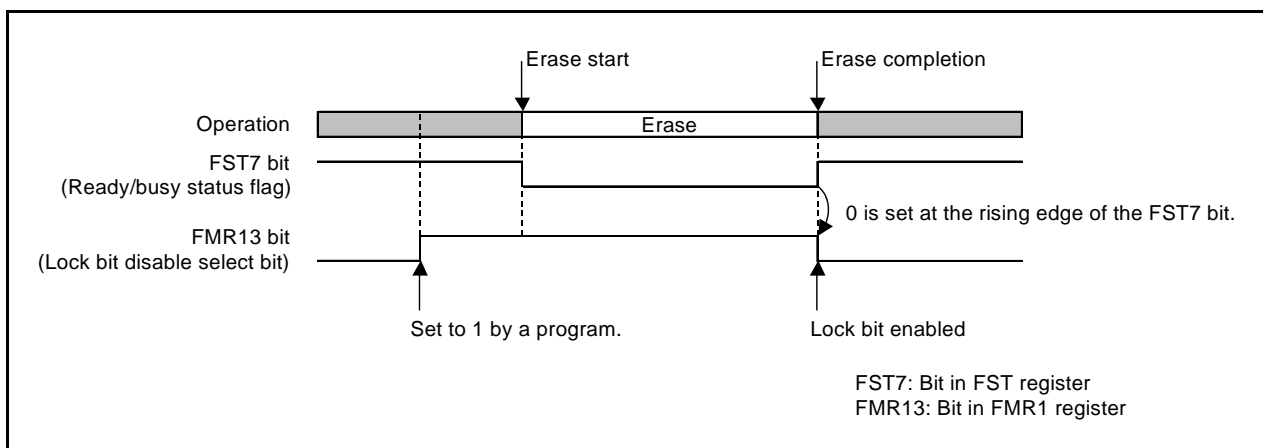 Erase start
Erase completion
Operation
Erase
FST7 bit
(Ready/busy status flag)
0 is set at the rising edge of the FST7 bit.
FMR13 bit
(Lock bit disable select bit)
Set to 1 by a program.
Lock bit enabled
FST7: Bit in FST register
FMR13: Bit in FMR1 register